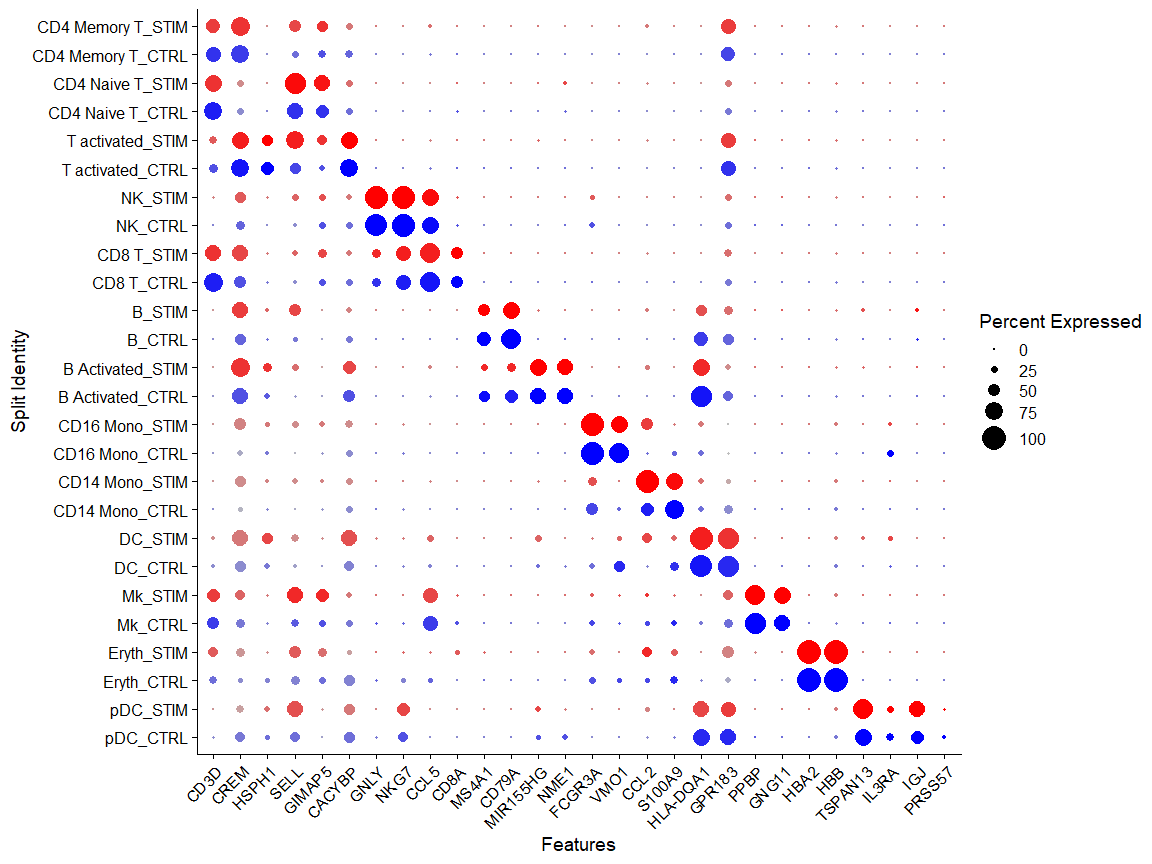 CD4 Memory T_STIM
CD4 Memory T_CTRL
CD4 Naive T_STIM
CD4 Naive T_CTRL
T activated_STIM
T activated_CTRL
NK_STIM
NK_CTRL
CD8 T_STIM
CD8 T_CTRL
B_STIM
B_CTRL
B Activated_STIM
B Activated_CTRL
CD16 Mono_STIM
CD16 Mono_CTRL
CD14 Mono_STIM
CD14 Mono_CTRL
DC_STIM
DC_CTRL
Mk_STIM
Mk_CTRL
Eryth_STIM
Eryth_CTRL
pDC_STIM
pDC_CTRL
Split Identity
CD3D
CREM
HSPH1
SELL
GIMAP5
CACYBP
GNLY
NKG7
CCL5
CD8A
MS4A1
CD79A
MIR155HG
NME1
FCGR3A
VMO1
CCL2
S100A9
HLA-DQA1
GPR183
PPBP
GNG11
HBA2
HBB
TSPAN13
IL3RA
IGJ
PRSS57
Features
Percent Expressed
0
25
50
75
100